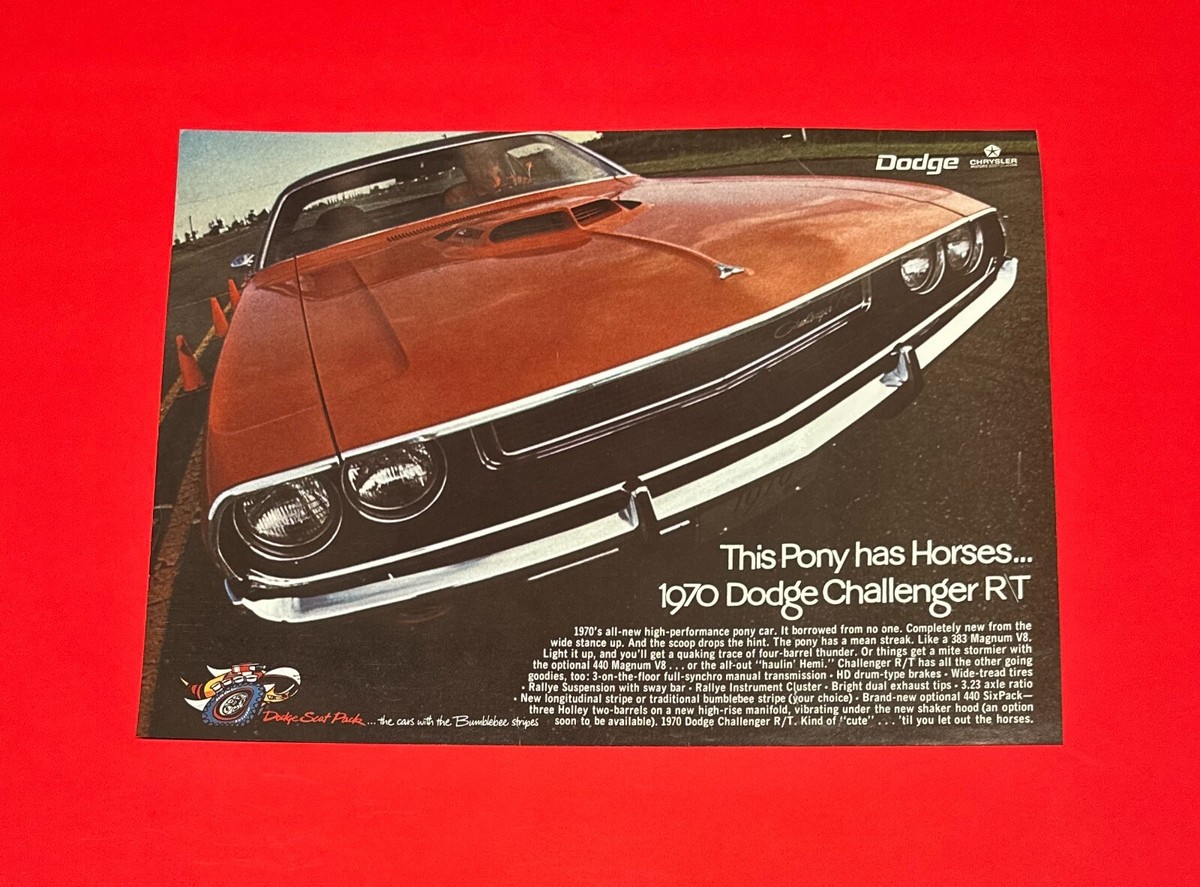 Dodge
CHRYSLER
Challenger
This Pony has Horses...
1970 Dodge Challenger R/T
1970's all-new high-performance pony car. It borrowed from no one. Completely new from the
wide stance up. And the scoop drops the hint. The pony has a mean streak. Like a 383 Magnum V8.
Light it up, and you'll get a quaking trace of four-barrel thunder. Or things get a mite stormier with
the optional 440 Magnum V8 . . . or the all-out "haulin' Hemi." Challenger R/T has all the other going
goodies, too: 3-on-the-floor full-synchro manual transmission • HD drum-type brakes • Wide-tread tires
• Rallye Suspension with sway bar • Rallye Instrument Cluster • Bright dual exhaust tips • 3.23 axle ratio
• New longitudinal stripe or traditional bumblebee stripe (your choice) • Brand-new optional 440 SixPack—
three Holley two-barrels on a new high-rise manifold, vibrating under the new shaker hood (an option
soon to be available). 1970 Dodge Challenger R/T. Kind of "cute" . . . 'til you let out the horses.
Dodge Scat Pack ...the cars with the Bumblebee stripes